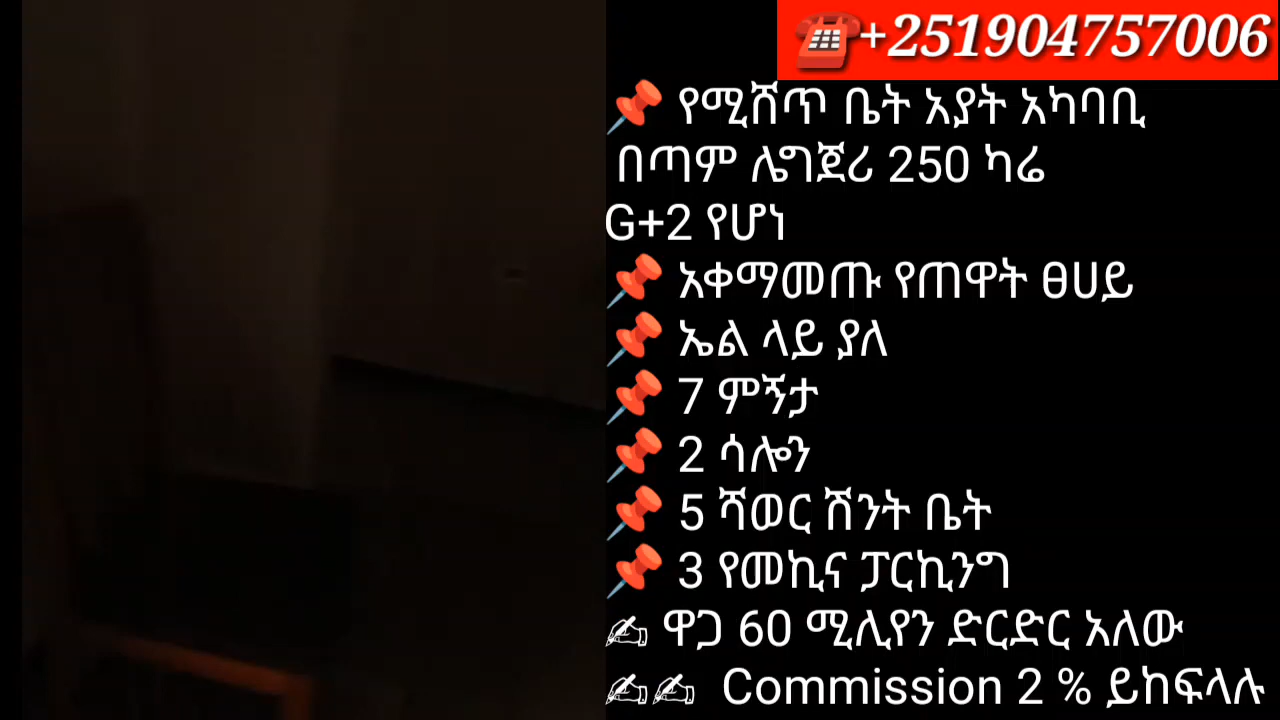 ☎+251904757006
📌 የሚሸጥ ቤት አያት አካባቢ
በጣም ሌግጀሪ 250 ካሬ
G+2 የሆነ
📌 አቀማመጡ የጠዋት ፀሀይ
📌 ኤል ላይ ያለ
📌 7 ምኝታ
📌 2 ሳሎን
📌 5 ሻወር ሽንት ቤት
📌 3 የመኪና ፓርኪንግ
✍ ዋጋ 60 ሚሊየን ድርድር አለው
✍✍ Commission 2 % ይከፍላሉ